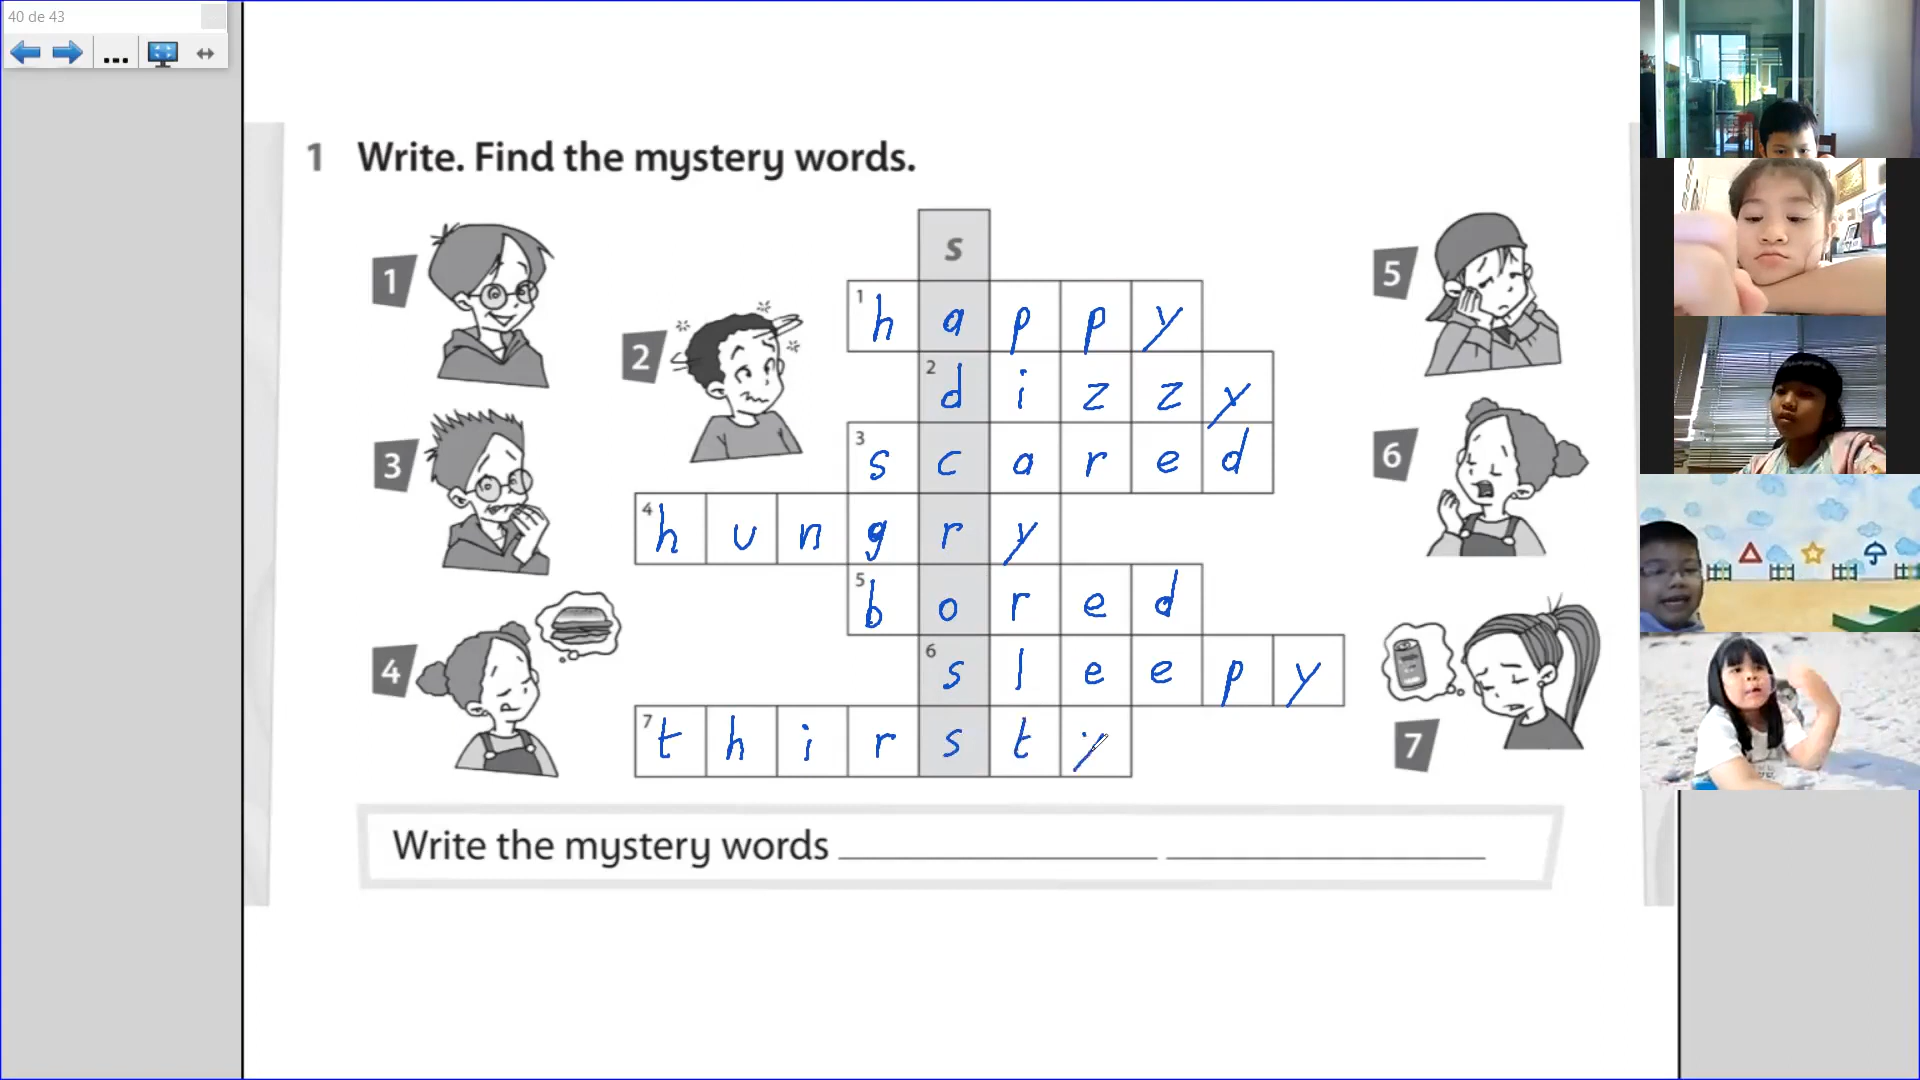 40 de 43
...
1 Write. Find the mystery words.
s
1 happy
2 dizzy
3 scared
4 hungry
5 bored
6 sleepy
7 thirsty
1
2
3
4
5
6
7
Write the mystery words